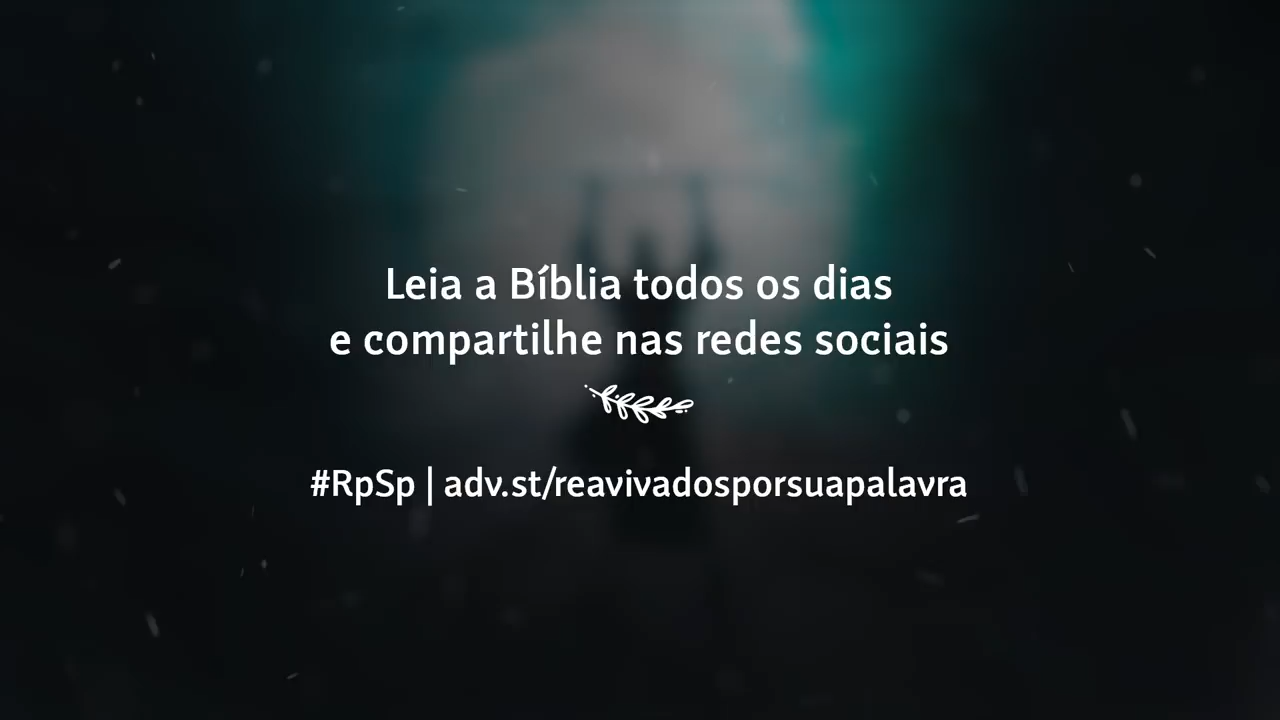 Leia a Bíblia todos os dias
e compartilhe nas redes sociais
#RpSp | adv.st/reavivadosporsuapalavra